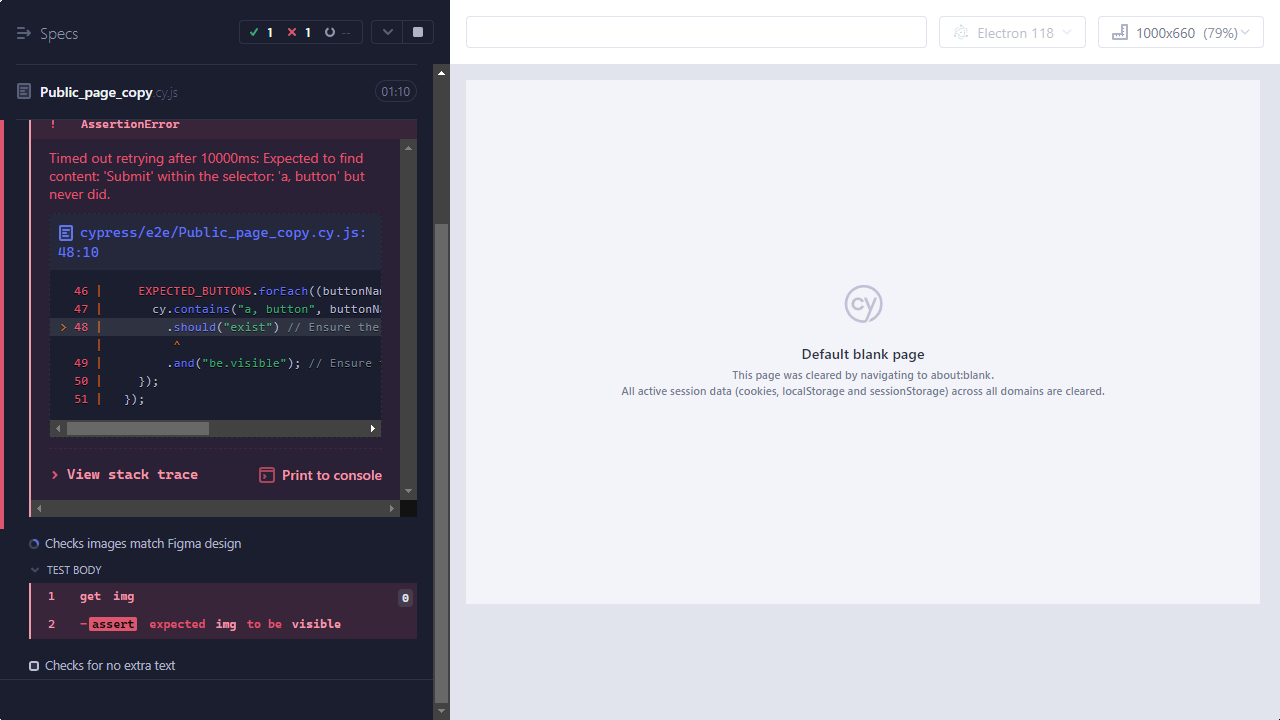 Specs
1
1
--
Electron 118
1000x660 (79%)
Public_page_copy.cy.js
01:10
! AssertionError
Timed out retrying after 10000ms: Expected to find
content: 'Submit' within the selector: 'a, button' but
never did.
cypress/e2e/Public_page_copy.cy.js:
48:10
46 | EXPECTED_BUTTONS.forEach((buttonNa
47 | cy.contains("a, button", buttonNa
> 48 | .should("exist") // Ensure the
| ^
49 | .and("be.visible"); // Ensure
50 | });
51 | });
> View stack trace
Print to console
Checks images match Figma design
TEST BODY
1 get img 0
2 -assert expected img to be visible
Checks for no extra text
cy
Default blank page
This page was cleared by navigating to about:blank.
All active session data (cookies, localStorage and sessionStorage) across all domains are cleared.